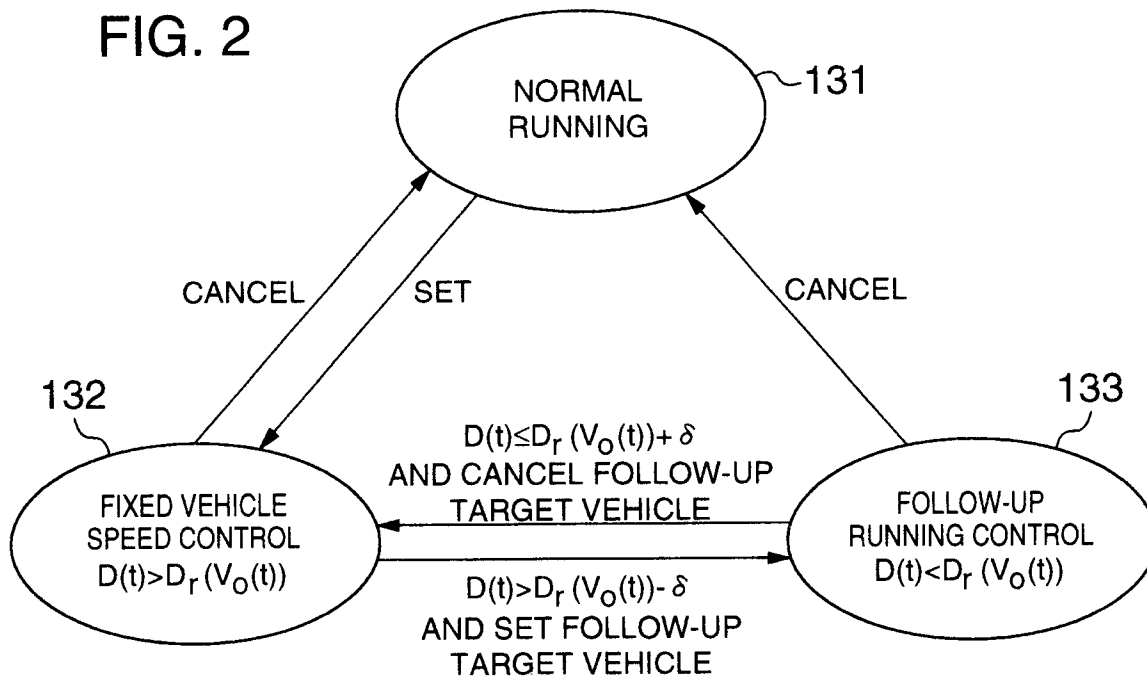 FIG. 2
131
NORMAL
RUNNING
CANCEL
SET
CANCEL
132
133
D(t)≤Dr (Vo(t))+ δ
AND CANCEL FOLLOW-UP
TARGET VEHICLE
FIXED VEHICLE
SPEED CONTROL
D(t)>Dr (Vo(t))
FOLLOW-UP
RUNNING CONTROL
D(t)<Dr (Vo(t))
D(t)>Dr (Vo(t))- δ
AND SET FOLLOW-UP
TARGET VEHICLE